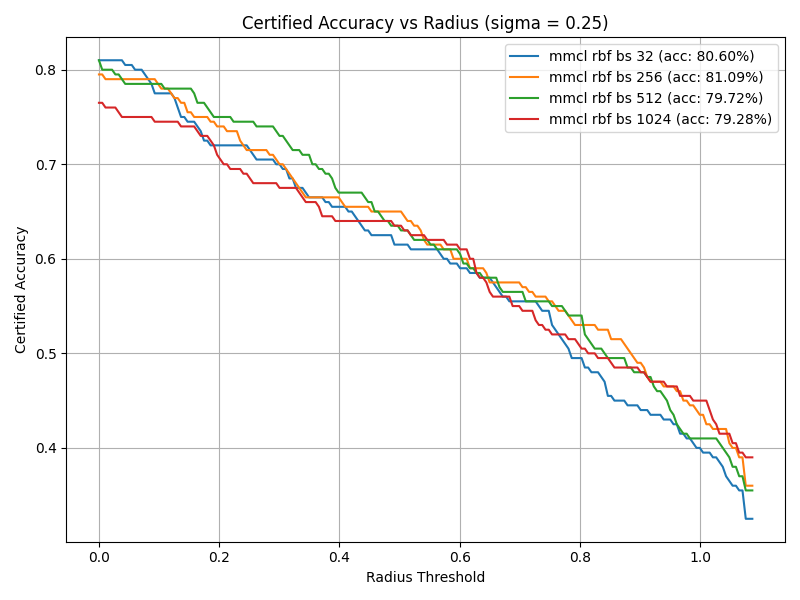 Certified Accuracy vs Radius (sigma = 0.25)
mmcl rbf bs 32 (acc: 80.60%)
mmcl rbf bs 256 (acc: 81.09%)
mmcl rbf bs 512 (acc: 79.72%)
mmcl rbf bs 1024 (acc: 79.28%)
Certified Accuracy
0.8
0.7
0.6
0.5
0.4
0.0 0.2 0.4 0.6 0.8 1.0
Radius Threshold